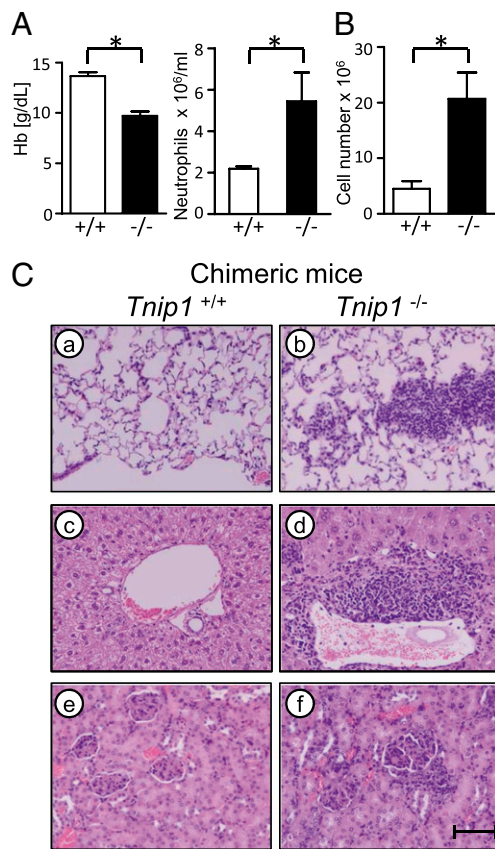 A
B
Hb [g/dL]
15
10
5
0
*
+/+
-/-
Neutrophils x 10⁶/ml
8
6
4
2
0
*
+/+
-/-
Cell number x 10⁶
30
20
10
0
*
+/+
-/-
C
Chimeric mice
Tnip1 +/+
Tnip1 -/-
a
b
c
d
e
f